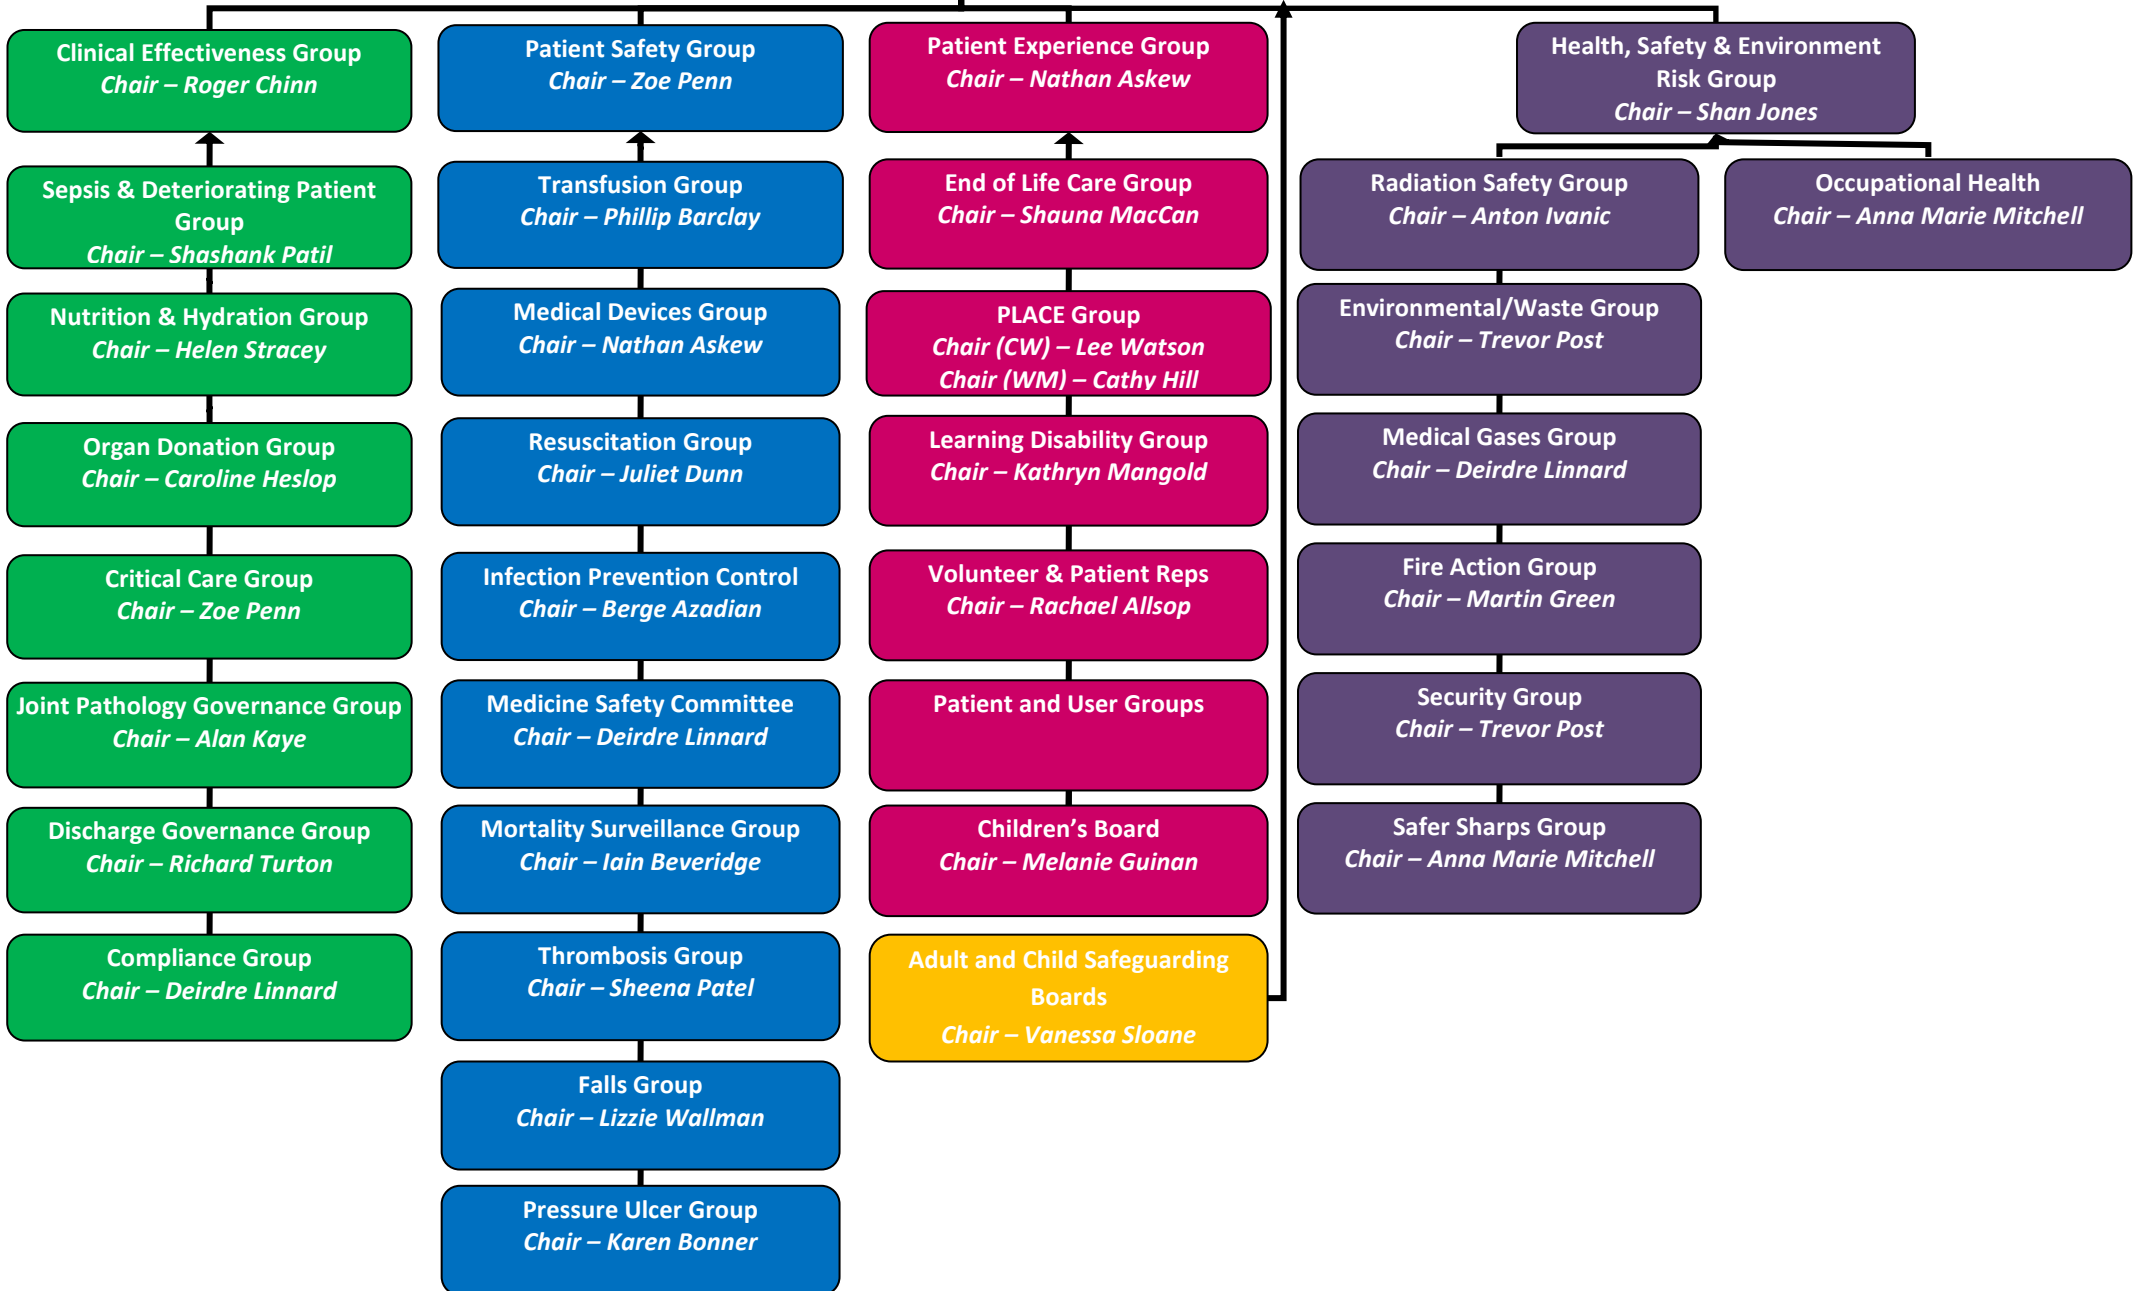 Clinical Effectiveness Group
Chair – Roger Chinn
Sepsis & Deteriorating Patient
Group
Chair – Shashank Patil
Nutrition & Hydration Group
Chair – Helen Stracey
Organ Donation Group
Chair – Caroline Heslop
Critical Care Group
Chair – Zoe Penn
Joint Pathology Governance Group
Chair – Alan Kaye
Discharge Governance Group
Chair – Richard Turton
Compliance Group
Chair – Deirdre Linnard
Patient Safety Group
Chair – Zoe Penn
Transfusion Group
Chair – Phillip Barclay
Medical Devices Group
Chair – Nathan Askew
Resuscitation Group
Chair – Juliet Dunn
Infection Prevention Control
Chair – Berge Azadian
Medicine Safety Committee
Chair – Deirdre Linnard
Mortality Surveillance Group
Chair – Iain Beveridge
Thrombosis Group
Chair – Sheena Patel
Falls Group
Chair – Lizzie Wallman
Pressure Ulcer Group
Chair – Karen Bonner
Patient Experience Group
Chair – Nathan Askew
End of Life Care Group
Chair – Shauna MacCan
PLACE Group
Chair (CW) – Lee Watson
Chair (WM) – Cathy Hill
Learning Disability Group
Chair – Kathryn Mangold
Volunteer & Patient Reps
Chair – Rachael Allsop
Patient and User Groups
Children’s Board
Chair – Melanie Guinan
Adult and Child Safeguarding
Boards
Chair – Vanessa Sloane
Health, Safety & Environment
Risk Group
Chair – Shan Jones
Radiation Safety Group
Chair – Anton Ivanic
Environmental/Waste Group
Chair – Trevor Post
Medical Gases Group
Chair – Deirdre Linnard
Fire Action Group
Chair – Martin Green
Security Group
Chair – Trevor Post
Safer Sharps Group
Chair – Anna Marie Mitchell
Occupational Health
Chair – Anna Marie Mitchell